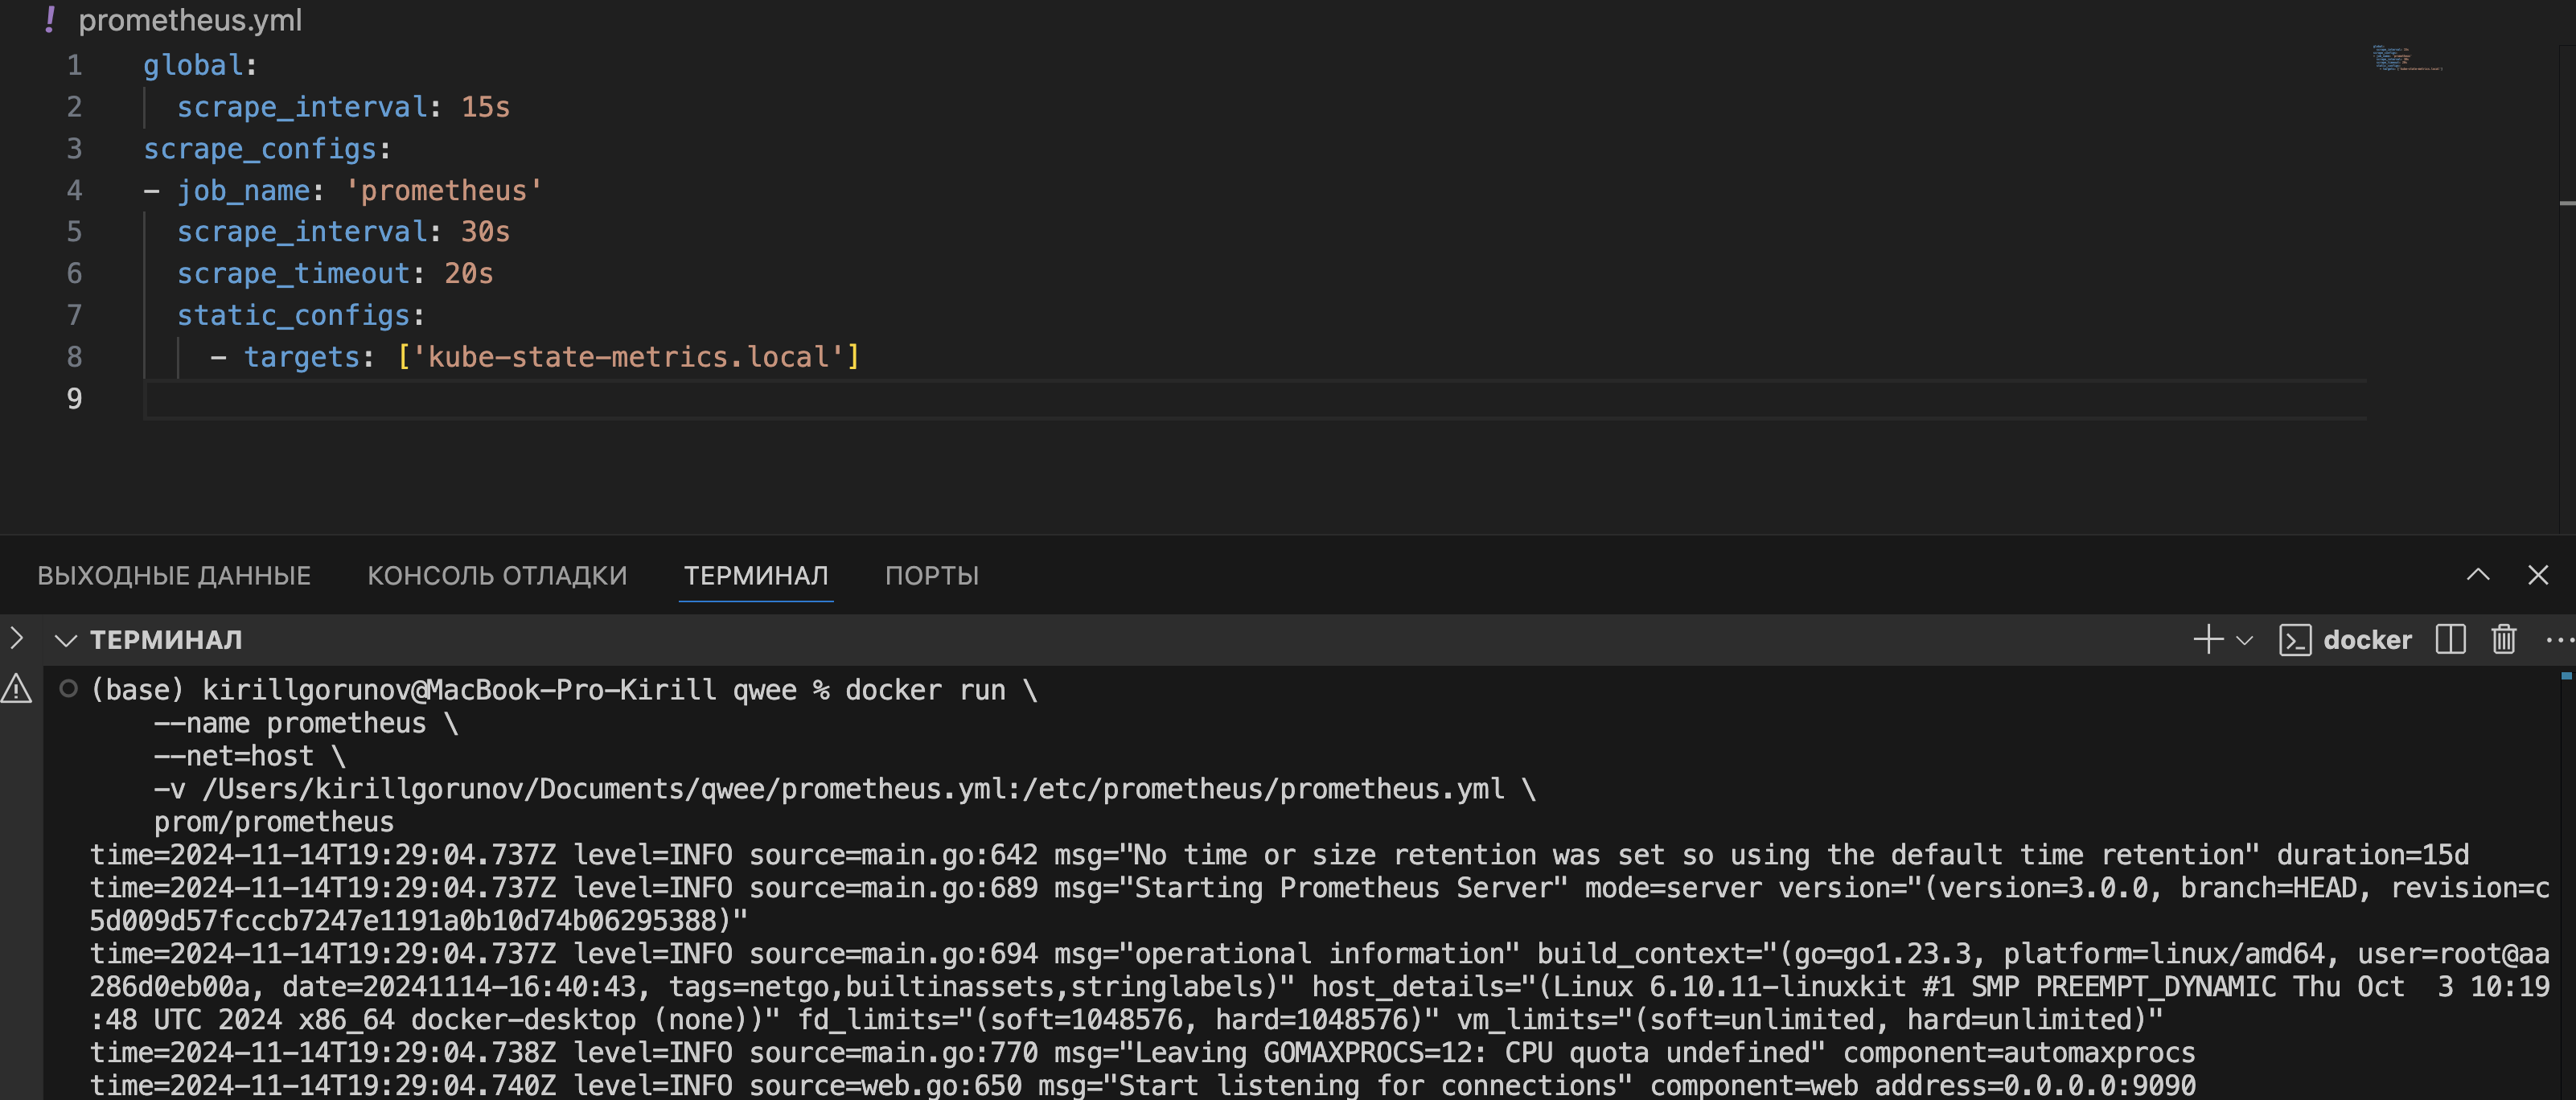 ! prometheus.yml
1 global:
2 scrape_interval: 15s
3 scrape_configs:
4 - job_name: 'prometheus'
5 scrape_interval: 30s
6 scrape_timeout: 20s
7 static_configs:
8 - targets: ['kube-state-metrics.local']
9
ВЫХОДНЫЕ ДАННЫЕ КОНСОЛЬ ОТЛАДКИ ТЕРМИНАЛ ПОРТЫ
ТЕРМИНАЛ docker
(base) kirillgorunov@MacBook-Pro-Kirill qwee % docker run \
--name prometheus \
--net=host \
-v /Users/kirillgorunov/Documents/qwee/prometheus.yml:/etc/prometheus/prometheus.yml \
prom/prometheus
time=2024-11-14T19:29:04.737Z level=INFO source=main.go:642 msg="No time or size retention was set so using the default time retention" duration=15d
time=2024-11-14T19:29:04.737Z level=INFO source=main.go:689 msg="Starting Prometheus Server" mode=server version="(version=3.0.0, branch=HEAD, revision=c
5d009d57fcccb7247e1191a0b10d74b06295388)"
time=2024-11-14T19:29:04.737Z level=INFO source=main.go:694 msg="operational information" build_context="(go=go1.23.3, platform=linux/amd64, user=root@aa
286d0eb00a, date=20241114-16:40:43, tags=netgo,builtinassets,stringlabels)" host_details="(Linux 6.10.11-linuxkit #1 SMP PREEMPT_DYNAMIC Thu Oct  3 10:19
:48 UTC 2024 x86_64 docker-desktop (none))" fd_limits="(soft=1048576, hard=1048576)" vm_limits="(soft=unlimited, hard=unlimited)"
time=2024-11-14T19:29:04.738Z level=INFO source=main.go:770 msg="Leaving GOMAXPROCS=12: CPU quota undefined" component=automaxprocs
time=2024-11-14T19:29:04.740Z level=INFO source=web.go:650 msg="Start listening for connections" component=web address=0.0.0.0:9090